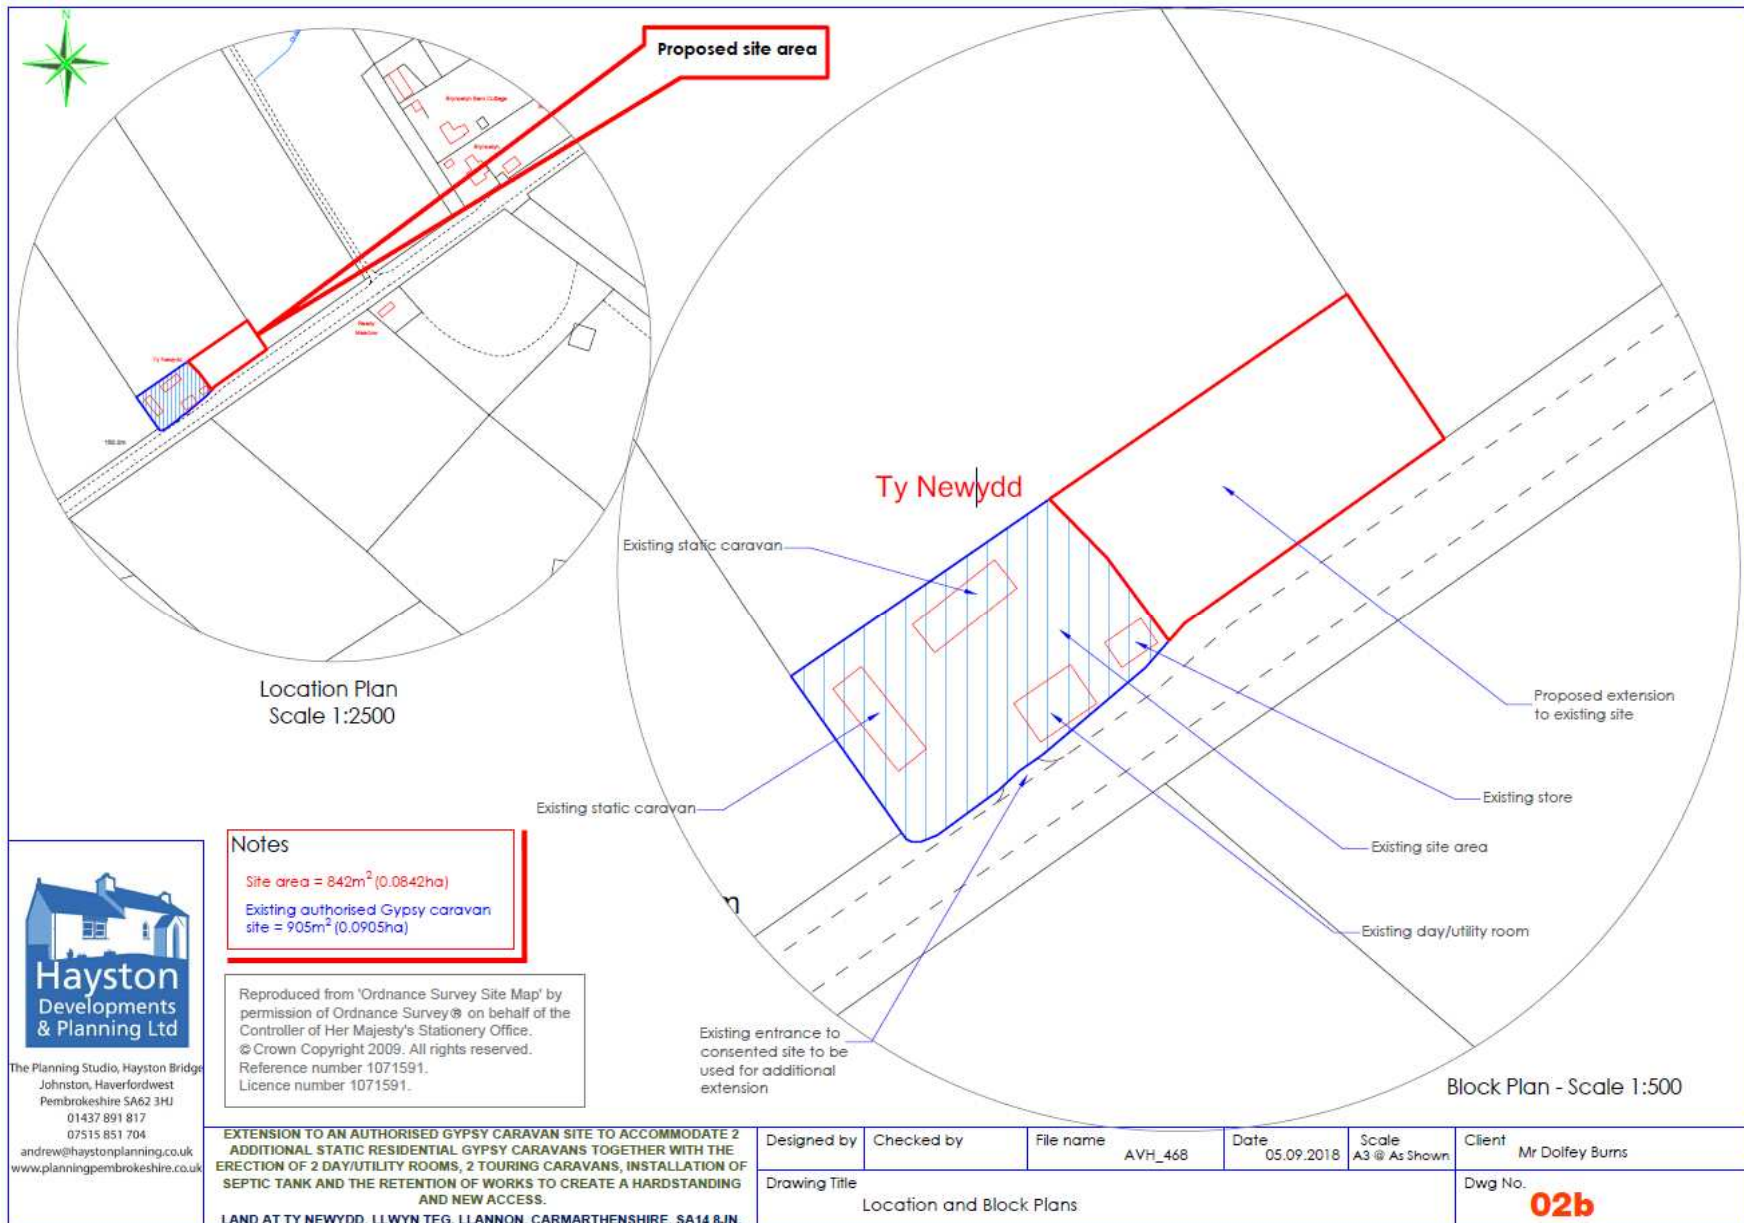 N
Proposed site area
Brynwelyn
Ty Newydd
Location Plan
Scale 1:2500
Ty Newydd
Existing static caravan
Existing static caravan
Proposed extension
to existing site
Existing store
Existing site area
Existing day/utility room
Existing entrance to
consented site to be
used for additional
extension
m
Block Plan - Scale 1:500
Notes
Site area = 842m² (0.0842ha)
Existing authorised Gypsy caravan
site = 905m² (0.0905ha)
Reproduced from 'Ordnance Survey Site Map' by
permission of Ordnance Survey ® on behalf of the
Controller of Her Majesty's Stationery Office.
© Crown Copyright 2009. All rights reserved.
Reference number 1071591.
Licence number 1071591.
Hayston
Developments
& Planning Ltd
The Planning Studio, Hayston Bridge
Johnston, Haverfordwest
Pembrokeshire SA62 3HJ
01437 891 817
07515 851 704
andrew@haystonplanning.co.uk
www.planningpembrokeshire.co.uk
EXTENSION TO AN AUTHORISED GYPSY CARAVAN SITE TO ACCOMMODATE 2
ADDITIONAL STATIC RESIDENTIAL GYPSY CARAVANS TOGETHER WITH THE
ERECTION OF 2 DAY/UTILITY ROOMS, 2 TOURING CARAVANS, INSTALLATION OF
SEPTIC TANK AND THE RETENTION OF WORKS TO CREATE A HARDSTANDING
AND NEW ACCESS.
LAND AT TY NEWYDD, LLWYN TEG, LLANNON, CARMARTHENSHIRE, SA14 8JN
Designed by
Checked by
File name
AVH_468
Date
05.09.2018
Scale
A3 @ As Shown
Client
Mr Dolfey Burns
Drawing Title
Location and Block Plans
Dwg No.
02b